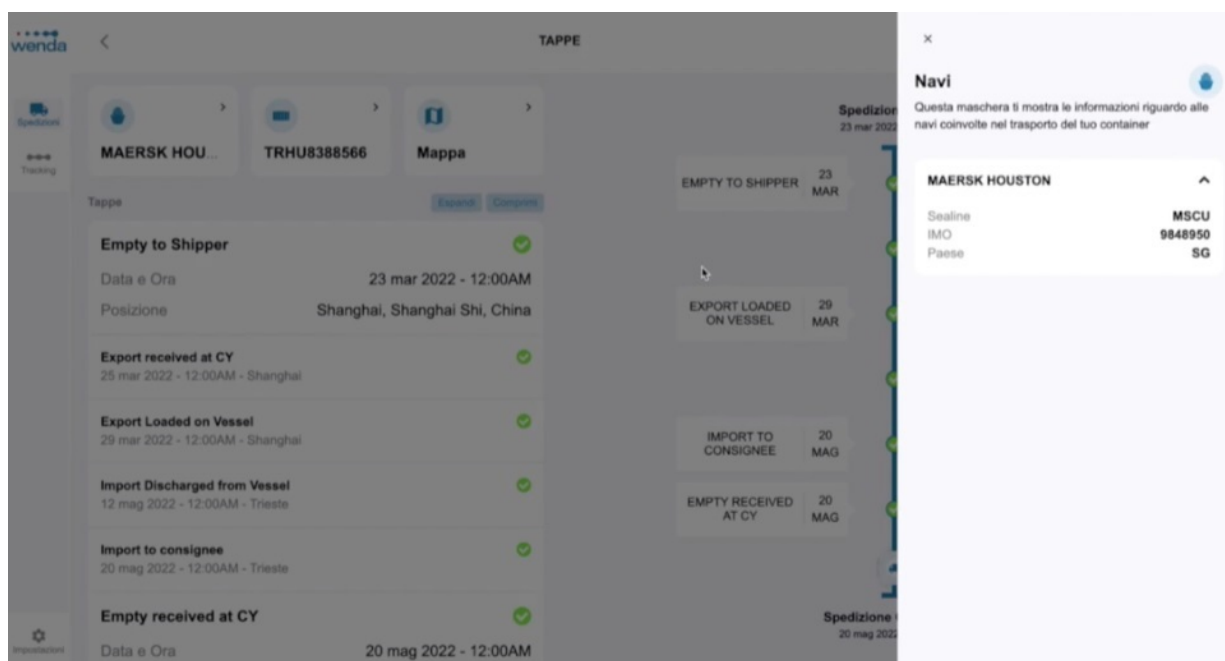 wenda
Spedizioni
Tracking
Impostazioni
TAPPE
MAERSK HOU...
TRHU8388566
Mappa
Tappe
Espandi
Comprimi
Empty to Shipper
Data e Ora
23 mar 2022 - 12:00AM
Posizione
Shanghai, Shanghai Shi, China
Export received at CY
25 mar 2022 - 12:00AM - Shanghai
Export Loaded on Vessel
29 mar 2022 - 12:00AM - Shanghai
Import Discharged from Vessel
12 mag 2022 - 12:00AM - Trieste
Import to consignee
20 mag 2022 - 12:00AM - Trieste
Empty received at CY
Data e Ora
20 mag 2022 - 12:00AM
23 mar 2022
EMPTY TO SHIPPER
23
MAR
EXPORT LOADED
ON VESSEL
29
MAR
IMPORT TO
CONSIGNEE
20
MAG
EMPTY RECEIVED
AT CY
20
MAG
Spedizione
20 mag 2022
Navi
Questa maschera ti mostra le informazioni riguardo alle
navi coinvolte nel trasporto del tuo container
MAERSK HOUSTON
Sealine
MSCU
IMO
9848950
Paese
SG